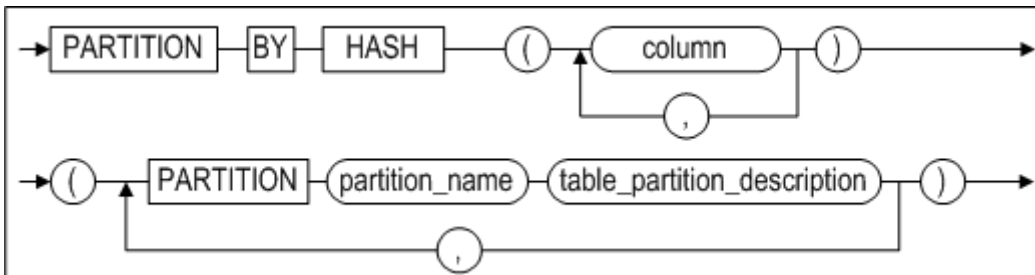 PARTITION BY HASH ( column )
,
( PARTITION partition_name table_partition_description )
,